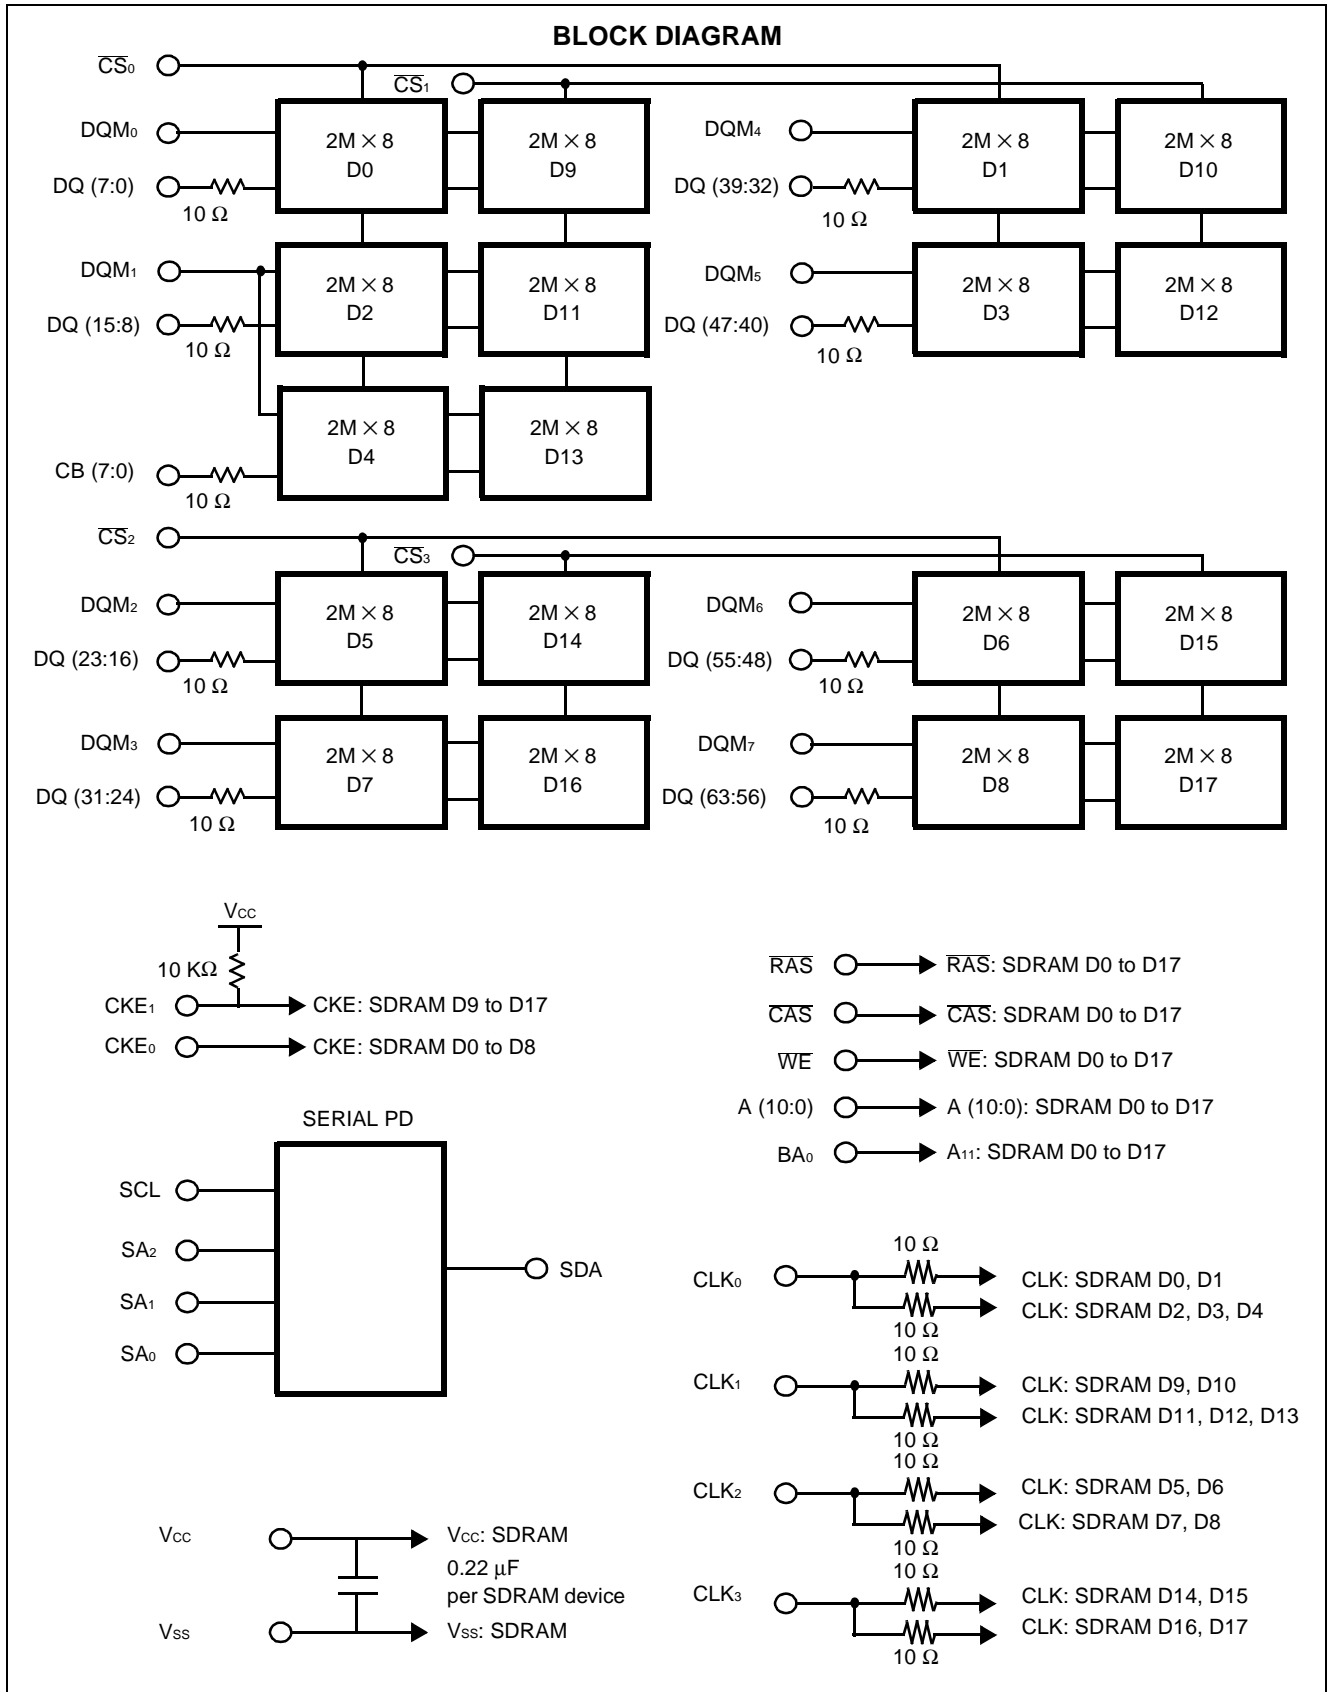 BLOCK DIAGRAM
CS0
CS1
DQM0
2M × 8
D0
2M × 8
D9
DQM4
2M × 8
D1
2M × 8
D10
DQ (7:0)
10 Ω
DQ (39:32)
10 Ω
DQM1
2M × 8
D2
2M × 8
D11
DQM5
2M × 8
D3
2M × 8
D12
DQ (15:8)
10 Ω
DQ (47:40)
10 Ω
2M × 8
D4
2M × 8
D13
CB (7:0)
10 Ω
CS2
CS3
DQM2
2M × 8
D5
2M × 8
D14
DQM6
2M × 8
D6
2M × 8
D15
DQ (23:16)
10 Ω
DQ (55:48)
10 Ω
DQM3
2M × 8
D7
2M × 8
D16
DQM7
2M × 8
D8
2M × 8
D17
DQ (31:24)
10 Ω
DQ (63:56)
10 Ω
VCC
10 KΩ
CKE1
CKE: SDRAM D9 to D17
CKE0
CKE: SDRAM D0 to D8
RAS
RAS: SDRAM D0 to D17
CAS
CAS: SDRAM D0 to D17
WE
WE: SDRAM D0 to D17
A (10:0)
A (10:0): SDRAM D0 to D17
BA0
A11: SDRAM D0 to D17
SERIAL PD
SCL
SA2
SA1
SA0
SDA
CLK0
10 Ω
CLK: SDRAM D0, D1
CLK: SDRAM D2, D3, D4
10 Ω
CLK1
10 Ω
CLK: SDRAM D9, D10
CLK: SDRAM D11, D12, D13
10 Ω
CLK2
10 Ω
CLK: SDRAM D5, D6
CLK: SDRAM D7, D8
10 Ω
CLK3
10 Ω
CLK: SDRAM D14, D15
CLK: SDRAM D16, D17
10 Ω
VCC
VCC: SDRAM
0.22 μF
per SDRAM device
VSS
VSS: SDRAM